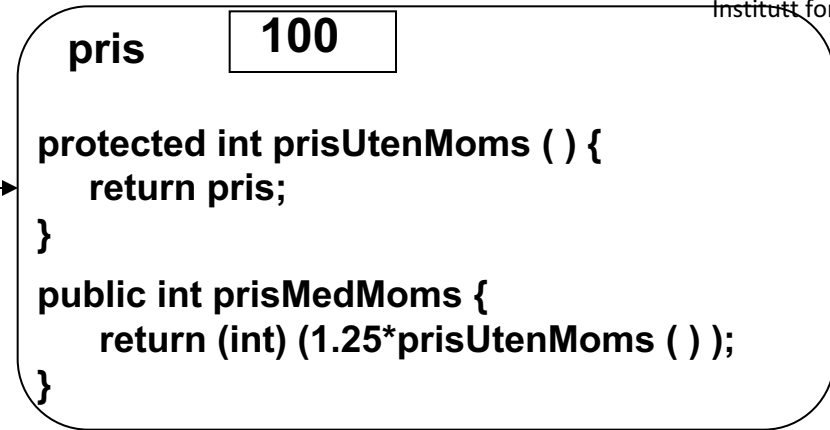 Institutt for
pris 100
protected int prisUtenMoms ( ) {
return pris;
}
public int prisMedMoms {
return (int) (1.25*prisUtenMoms ( ) );
}